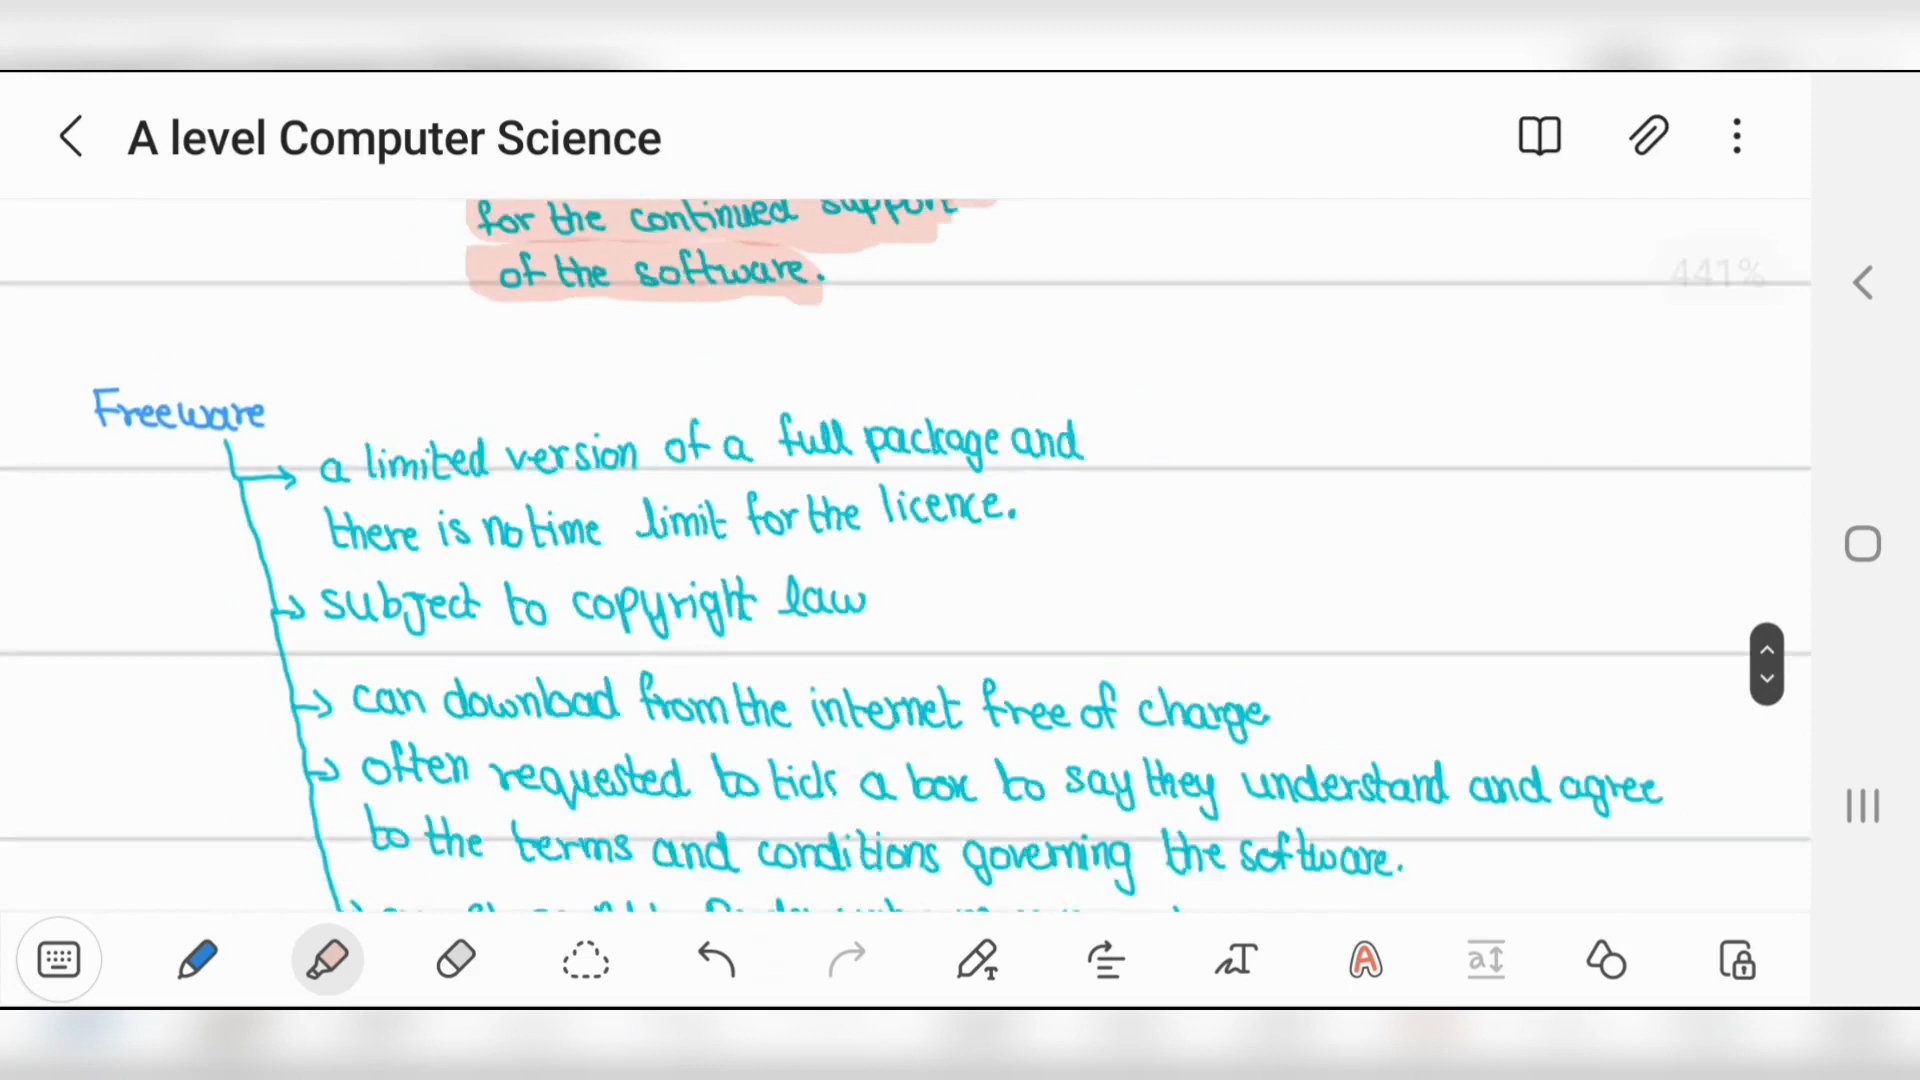 A level Computer Science
for the continued support
of the software.
441%
Freeware
a limited version of a full package and
there is no time limit for the licence.
subject to copyright law
can download from the internet free of charge
often requested to tick a box to say they understand and agree
to the terms and conditions governing the software.